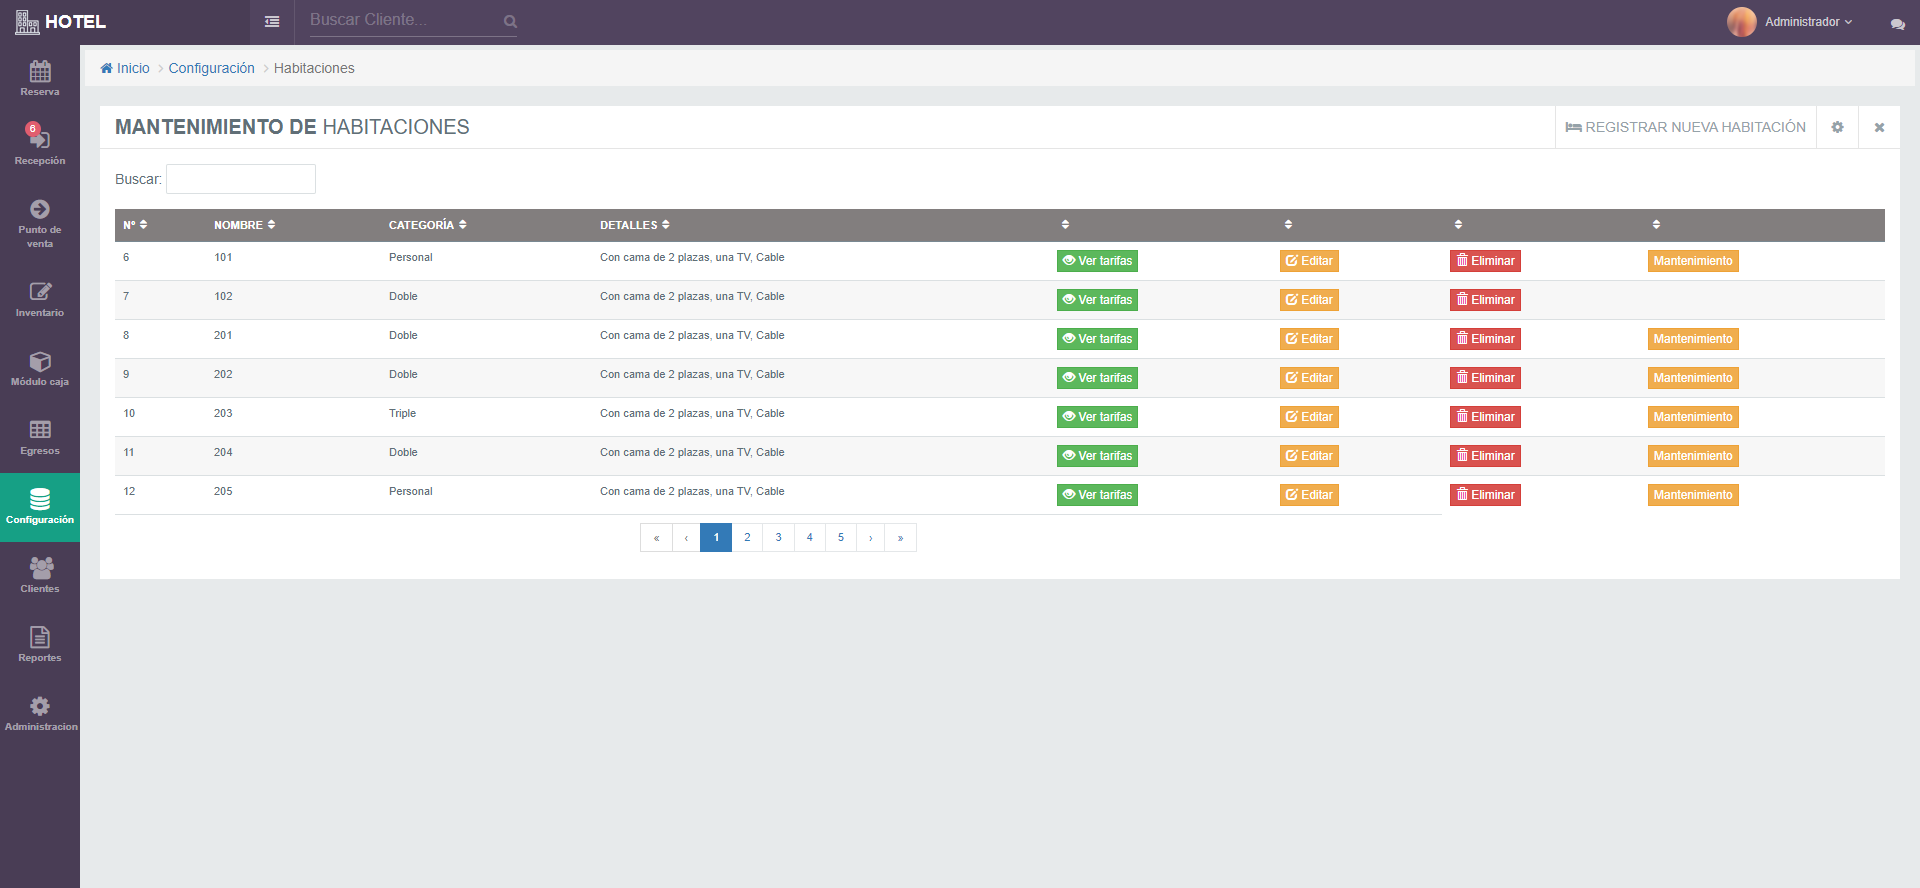 HOTEL
Buscar Cliente...
Administrador
Reserva
6
Recepción
Punto de
venta
Inventario
Módulo caja
Egresos
Configuración
Clientes
Reportes
Administracion
Inicio > Configuración > Habitaciones
MANTENIMIENTO DE HABITACIONES
REGISTRAR NUEVA HABITACIÓN
Buscar:
Nº NOMBRE CATEGORÍA DETALLES
6 101 Personal Con cama de 2 plazas, una TV, Cable Ver tarifas Editar Eliminar Mantenimiento
7 102 Doble Con cama de 2 plazas, una TV, Cable Ver tarifas Editar Eliminar
8 201 Doble Con cama de 2 plazas, una TV, Cable Ver tarifas Editar Eliminar Mantenimiento
9 202 Doble Con cama de 2 plazas, una TV, Cable Ver tarifas Editar Eliminar Mantenimiento
10 203 Triple Con cama de 2 plazas, una TV, Cable Ver tarifas Editar Eliminar Mantenimiento
11 204 Doble Con cama de 2 plazas, una TV, Cable Ver tarifas Editar Eliminar Mantenimiento
12 205 Personal Con cama de 2 plazas, una TV, Cable Ver tarifas Editar Eliminar Mantenimiento
« ‹ 1 2 3 4 5 › »